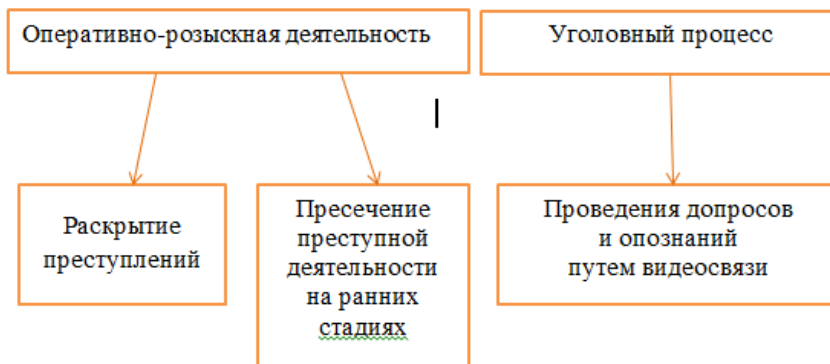 Оперативно-розыскная деятельность
Уголовный процесс
Раскрытие
преступлений
Пресечение
преступной
деятельности
на ранних
стадиях
Проведения допросов
и опознаний
путем видеосвязи